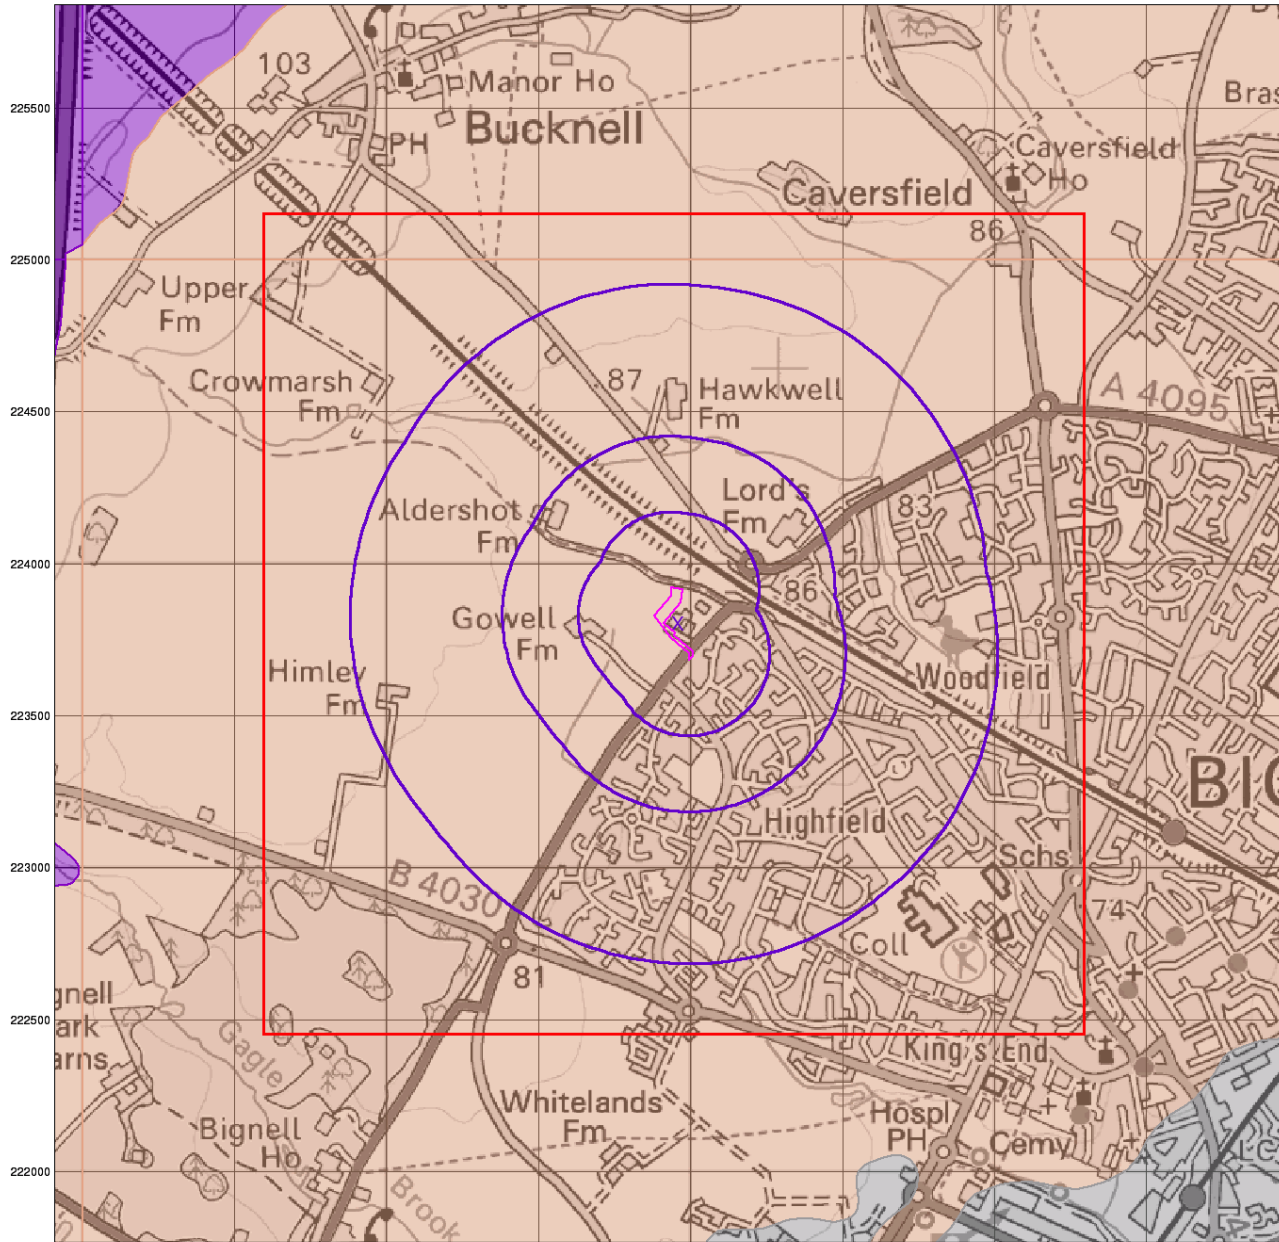 103
Manor Ho
225500
Bras
Bucknell
PH
Caversfield
Ho
Caversfield
86
225000
Upper
Fm
Crowmarsh
Fm
87
Hawkwell
Fm
A 4095
224500
Lord's
Fm
83
Aldershot
Fm
224000
86
Gowell
Fm
Himley
Fm
Woodfield
223500
BIC
Highfield
Schs
223000
B 4030
74
Coll
81
gnell
ark
arns
222500
Gagle
King's End
Whitelands
Fm
Hospl
PH
Bignell
Ho
Cemy
LC
222000
Brook